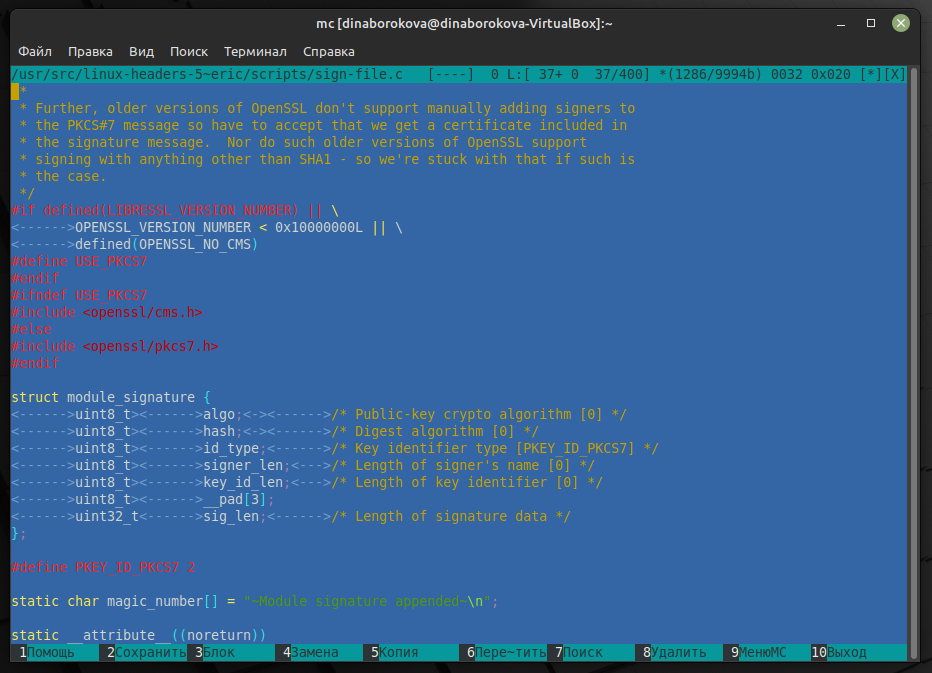 mc [dinaborokova@dinaborokova-VirtualBox]:~
Файл Правка Вид Поиск Терминал Справка
/usr/src/linux-headers-5~eric/scripts/sign-file.c [----] 0 L:[ 37+ 0 37/400] *(1286/9994b) 0032 0x020 [*][X]
*
* Further, older versions of OpenSSL don't support manually adding signers to
* the PKCS#7 message so have to accept that we get a certificate included in
* the signature message. Nor do such older versions of OpenSSL support
* signing with anything other than SHA1 - so we're stuck with that if such is
* the case.
*/
#if defined(LIBRESSL_VERSION_NUMBER) || \
<------>OPENSSL_VERSION_NUMBER < 0x10000000L || \
<------>defined(OPENSSL_NO_CMS)
#define USE_PKCS7
#endif
#ifndef USE_PKCS7
#include <openssl/cms.h>
#else
#include <openssl/pkcs7.h>
#endif
struct module_signature {
<------>uint8_t><------>algo;<-><------>/* Public-key crypto algorithm [0] */
<------>uint8_t><------>hash;<-><------>/* Digest algorithm [0] */
<------>uint8_t><------>id_type;<------>/* Key identifier type [PKEY_ID_PKCS7] */
<------>uint8_t><------>signer_len;<--->/* Length of signer's name [0] */
<------>uint8_t><------>key_id_len;<--->/* Length of key identifier [0] */
<------>uint8_t><------>__pad[3];
<------>uint32_t<------>sig_len;<------>/* Length of signature data */
};
#define PKEY_ID_PKCS7 2
static char magic_number[] = "~Module signature appended~\n";
static __attribute__((noreturn))
1Помощь 2Сохранить 3Блок 4Замена 5Копия 6Пере~тить 7Поиск 8Удалить 9МенюМС 10Выход